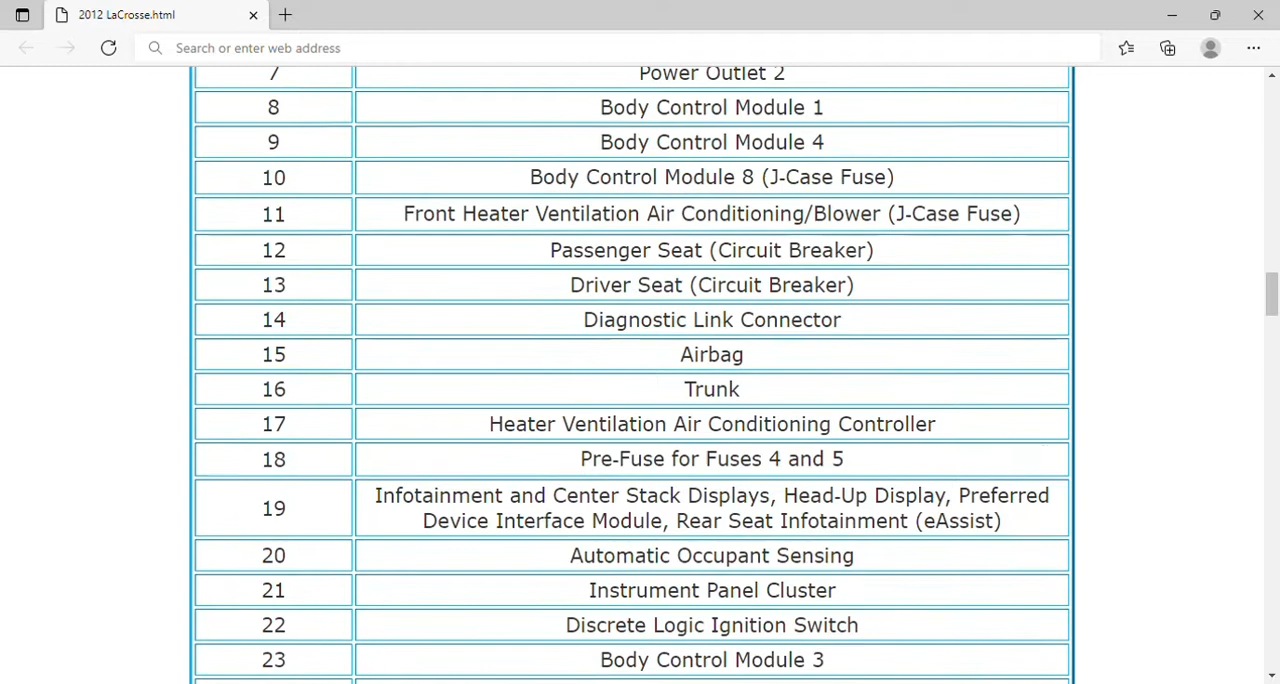 2012 LaCrosse.html
Search or enter web address
7 Power Outlet 2
8 Body Control Module 1
9 Body Control Module 4
10 Body Control Module 8 (J-Case Fuse)
11 Front Heater Ventilation Air Conditioning/Blower (J-Case Fuse)
12 Passenger Seat (Circuit Breaker)
13 Driver Seat (Circuit Breaker)
14 Diagnostic Link Connector
15 Airbag
16 Trunk
17 Heater Ventilation Air Conditioning Controller
18 Pre-Fuse for Fuses 4 and 5
19 Infotainment and Center Stack Displays, Head-Up Display, Preferred
Device Interface Module, Rear Seat Infotainment (eAssist)
20 Automatic Occupant Sensing
21 Instrument Panel Cluster
22 Discrete Logic Ignition Switch
23 Body Control Module 3